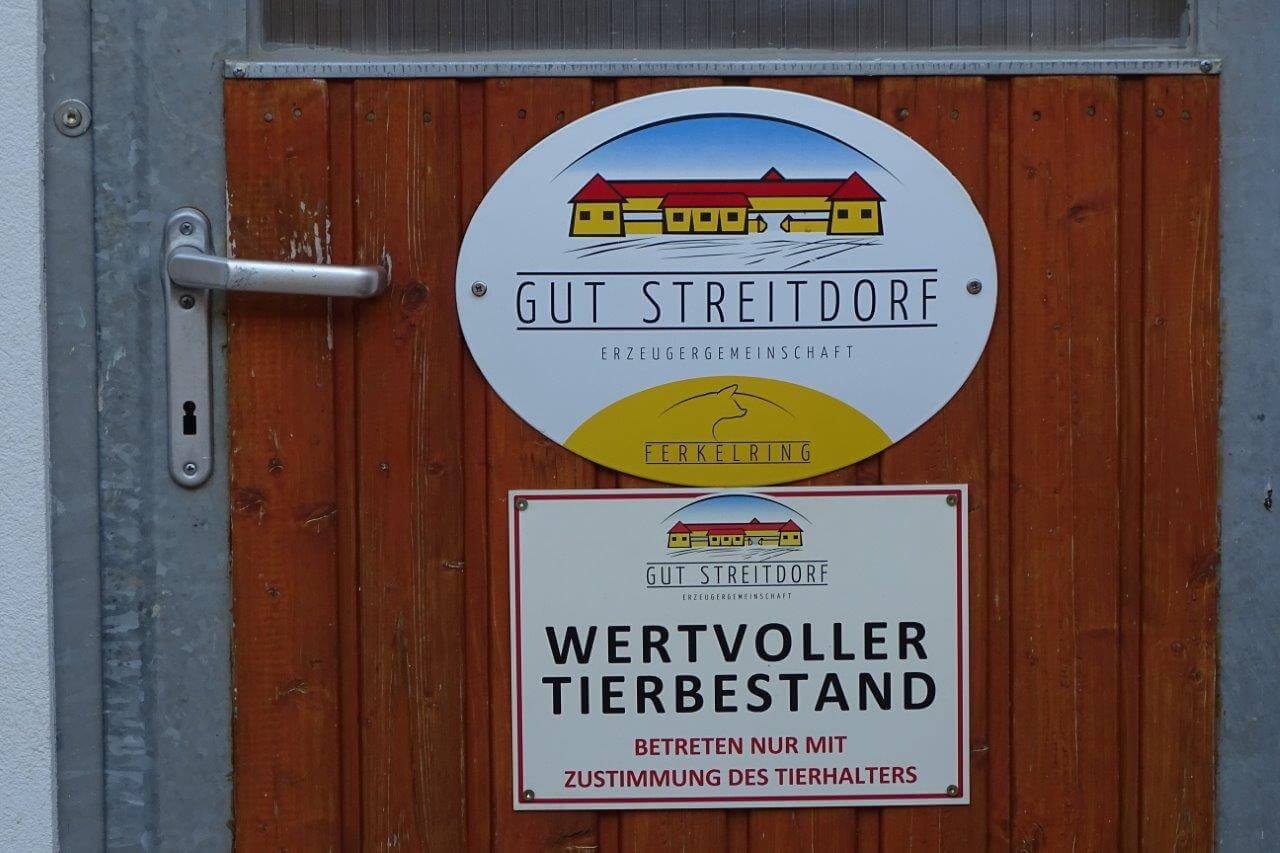 GUT STREITDORF
ERZEUGERGEMEINSCHAFT
FERKELRING
GUT STREITDORF
ERZEUGERGEMEINSCHAFT
WERTVOLLER
TIERBESTAND
BETRETEN NUR MIT
ZUSTIMMUNG DES TIERHALTERS